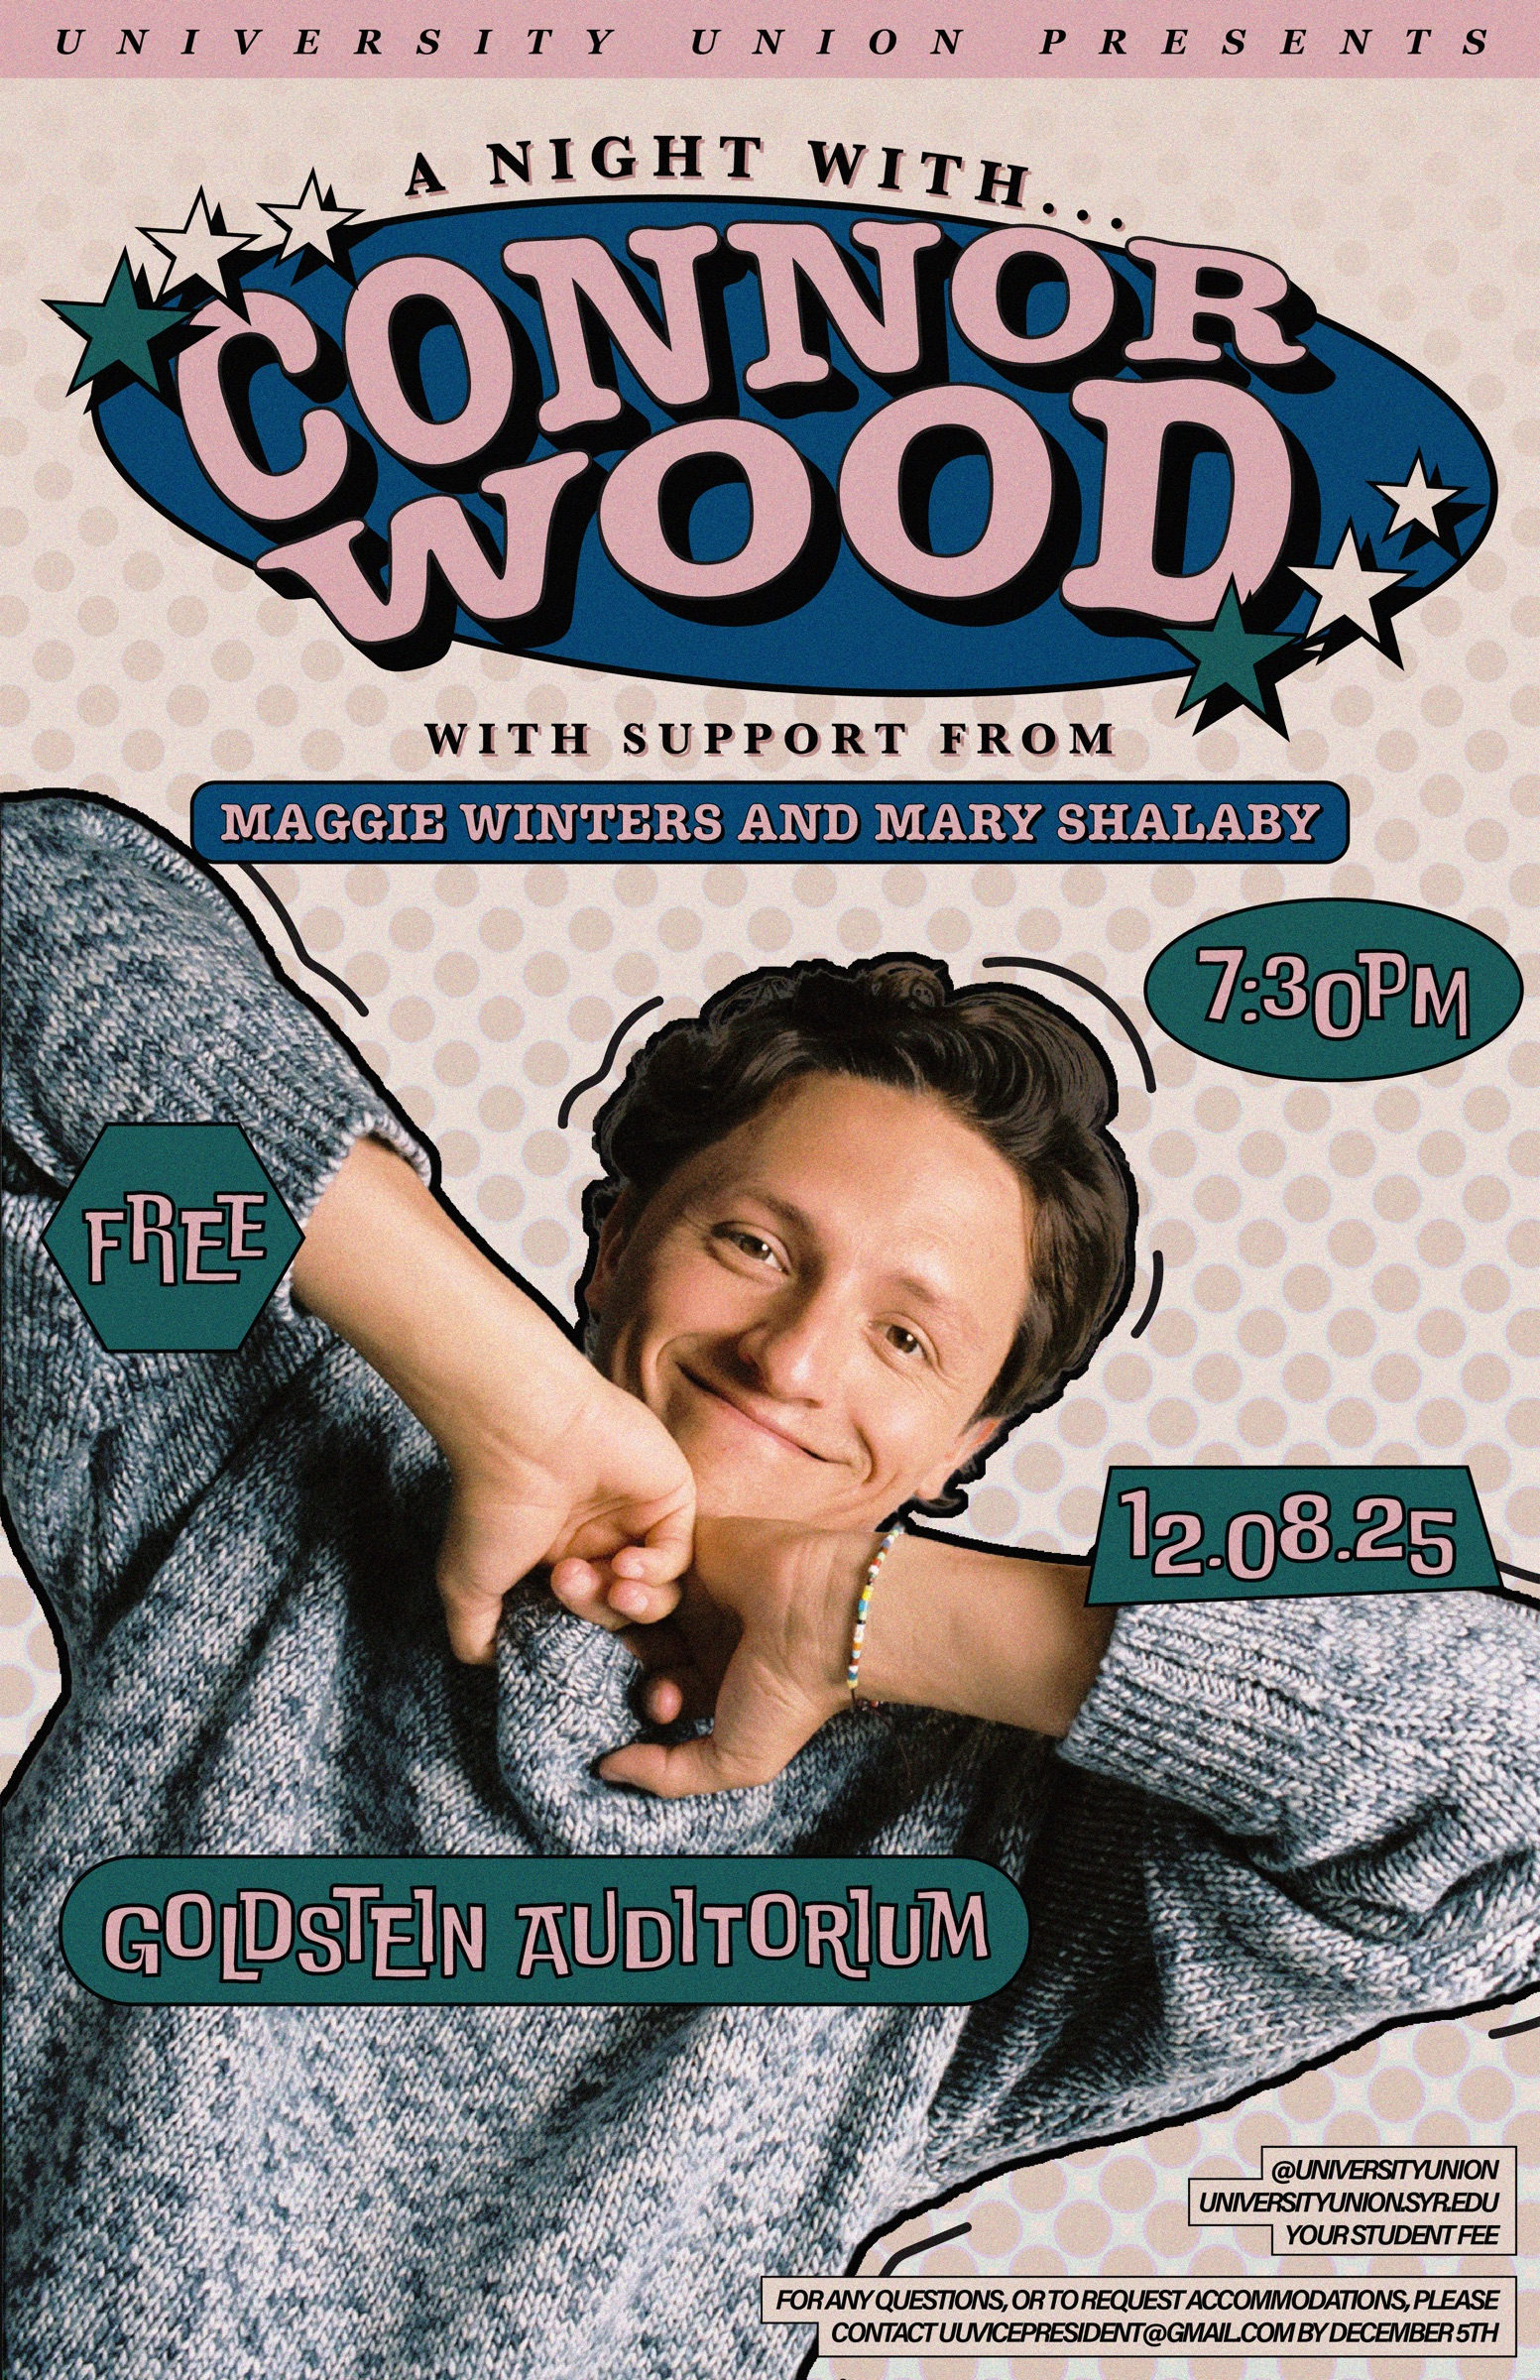 UNIVERSITY UNION PRESENTS
A NIGHT WITH...
CONNOR
WOOD
WITH SUPPORT FROM
MAGGIE WINTERS AND MARY SHALABY
7:30PM
FREE
12.08.25
GOLDSTEIN AUDITORIUM
@UNIVERSITYUNION
UNIVERSITYUNION.SYR.EDU
YOUR STUDENT FEE
FOR ANY QUESTIONS, OR TO REQUEST ACCOMMODATIONS, PLEASE
CONTACT UUVICEPRESIDENT@GMAIL.COM BY DECEMBER 5TH